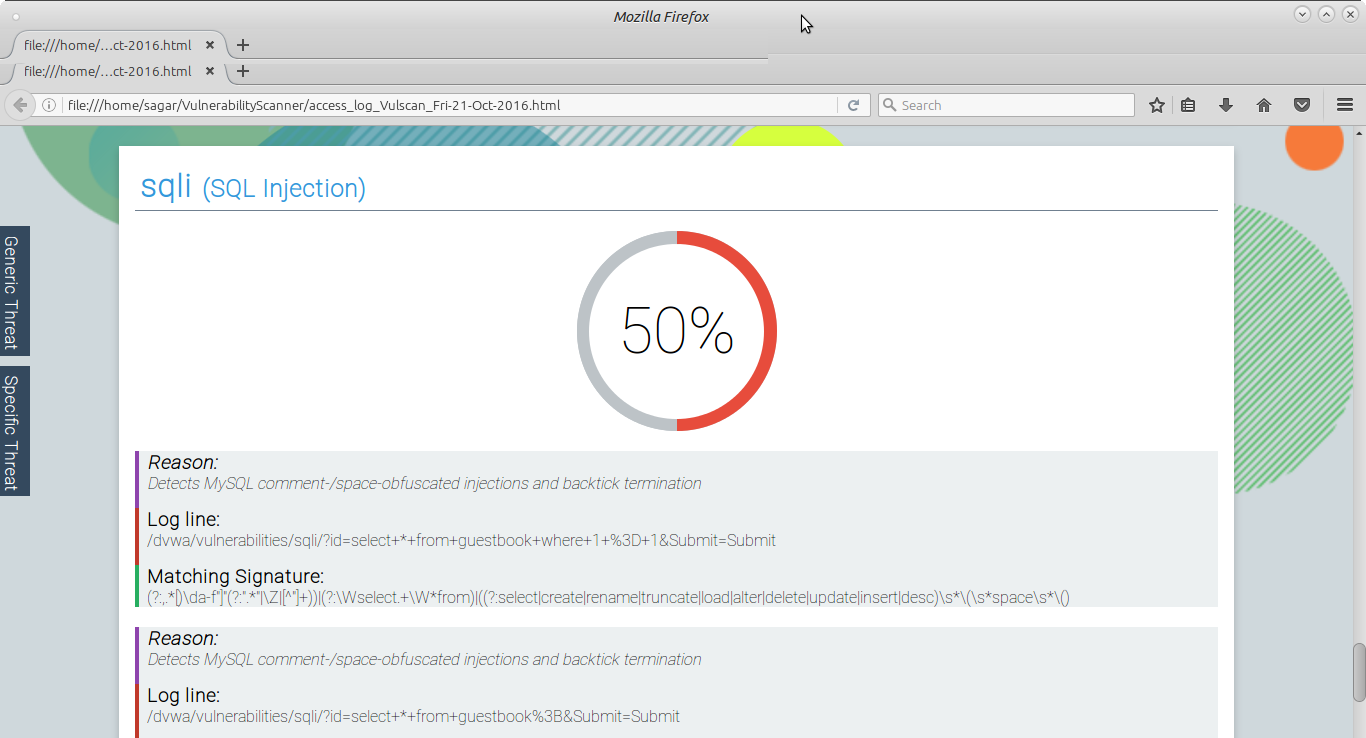 Mozilla Firefox
file:///home/...ct-2016.html
file:///home/...ct-2016.html
file:///home/sagar/VulnerabilityScanner/access_log_Vulscan_Fri-21-Oct-2016.html
Search
sqli (SQL Injection)
Generic Threat
Specific Threat
50%
Reason:
Detects MySQL comment-/space-obfuscated injections and backtick termination
Log line:
/dvwa/vulnerabilities/sqli/?id=select+*+from+guestbook+where+1+%3D+1&Submit=Submit
Matching Signature:
(?:,.*[)\da-f"]"(?:".*"|\Z|[^"]+))|(?:\Wselect.+\W*from)|((?:select|create|rename|truncate|load|alter|delete|update|insert|desc)\s*\(\s*space\s*\()
Reason:
Detects MySQL comment-/space-obfuscated injections and backtick termination
Log line:
/dvwa/vulnerabilities/sqli/?id=select+*+from+guestbook%3B&Submit=Submit